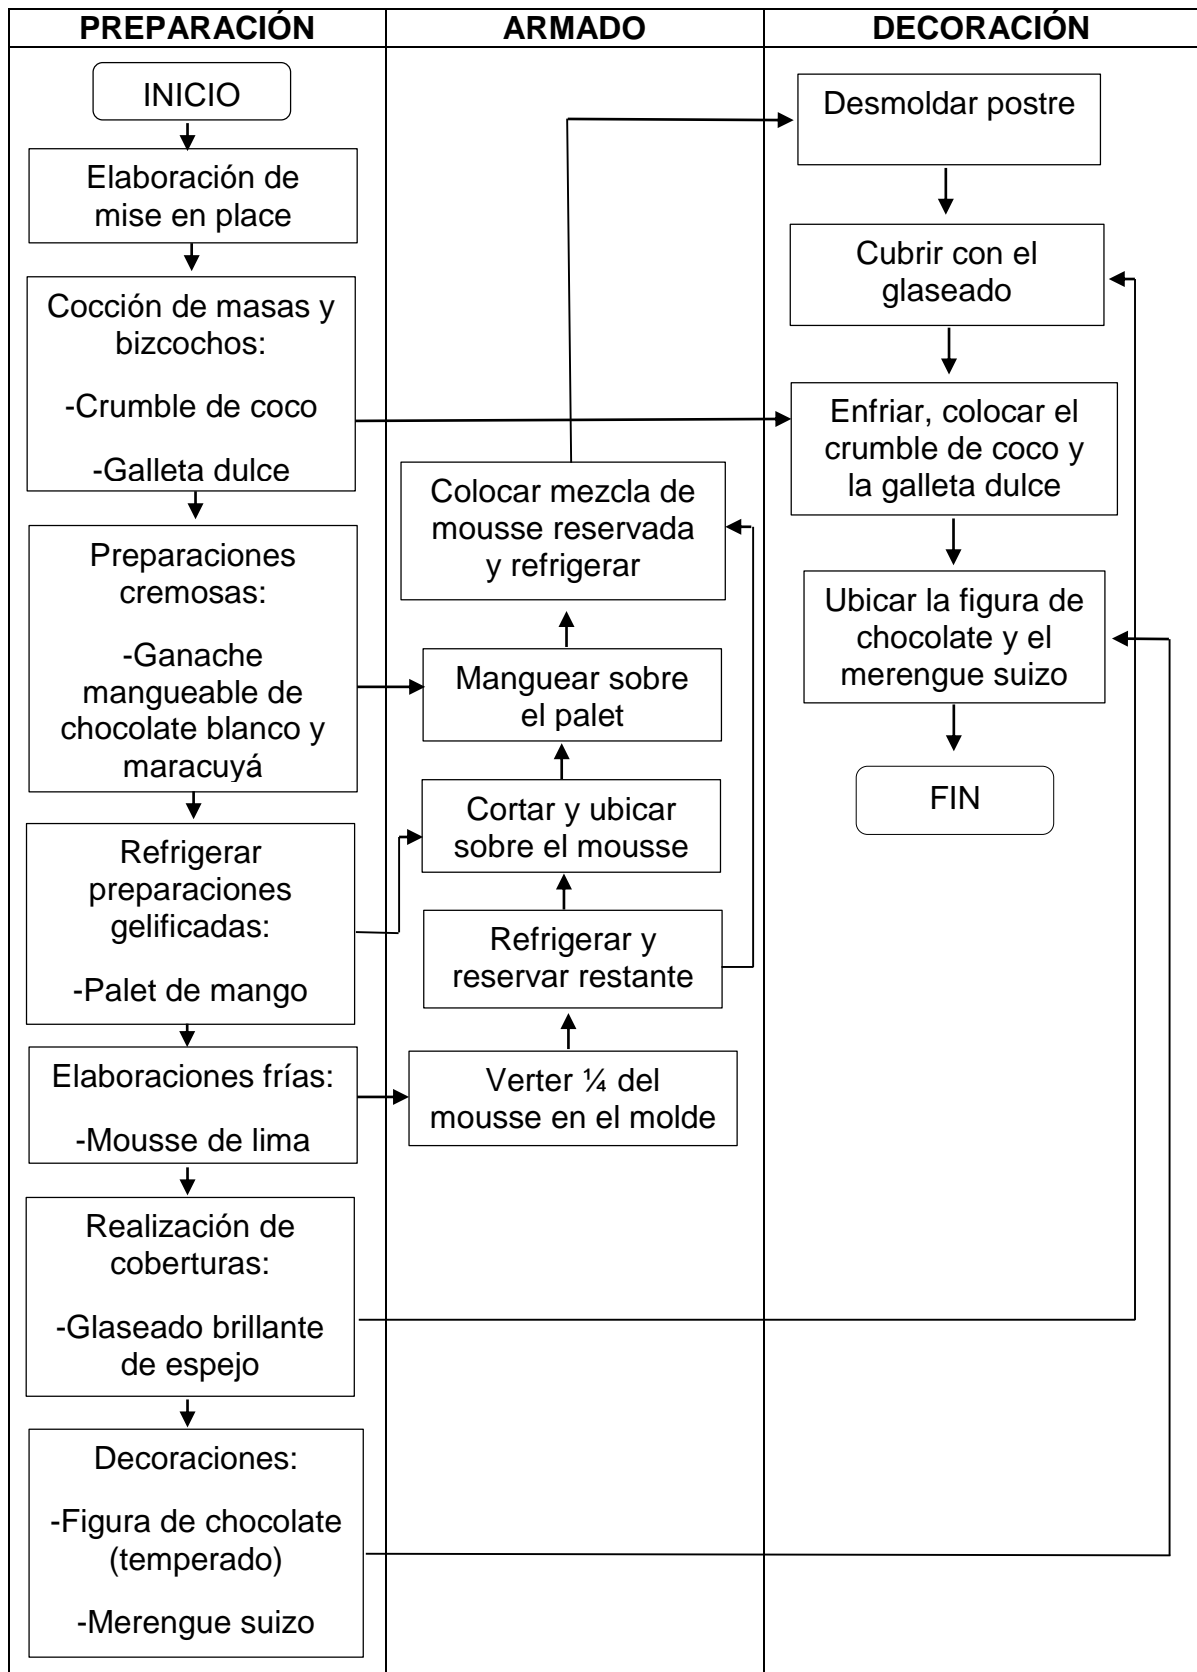 PREPARACIÓN
ARMADO
DECORACIÓN
INICIO
Elaboración de
mise en place
Cocción de masas y
bizcochos:
-Crumble de coco
-Galleta dulce
Preparaciones
cremosas:
-Ganache
mangueable de
chocolate blanco y
maracuyá
Refrigerar
preparaciones
gelificadas:
-Palet de mango
Elaboraciones frías:
-Mousse de lima
Realización de
coberturas:
-Glaseado brillante
de espejo
Decoraciones:
-Figura de chocolate
(temperado)
-Merengue suizo
Colocar mezcla de
mousse reservada
y refrigerar
Manguear sobre
el palet
Cortar y ubicar
sobre el mousse
Refrigerar y
reservar restante
Verter ¼ del
mousse en el molde
Desmoldar postre
Cubrir con el
glaseado
Enfriar, colocar el
crumble de coco y
la galleta dulce
Ubicar la figura de
chocolate y el
merengue suizo
FIN